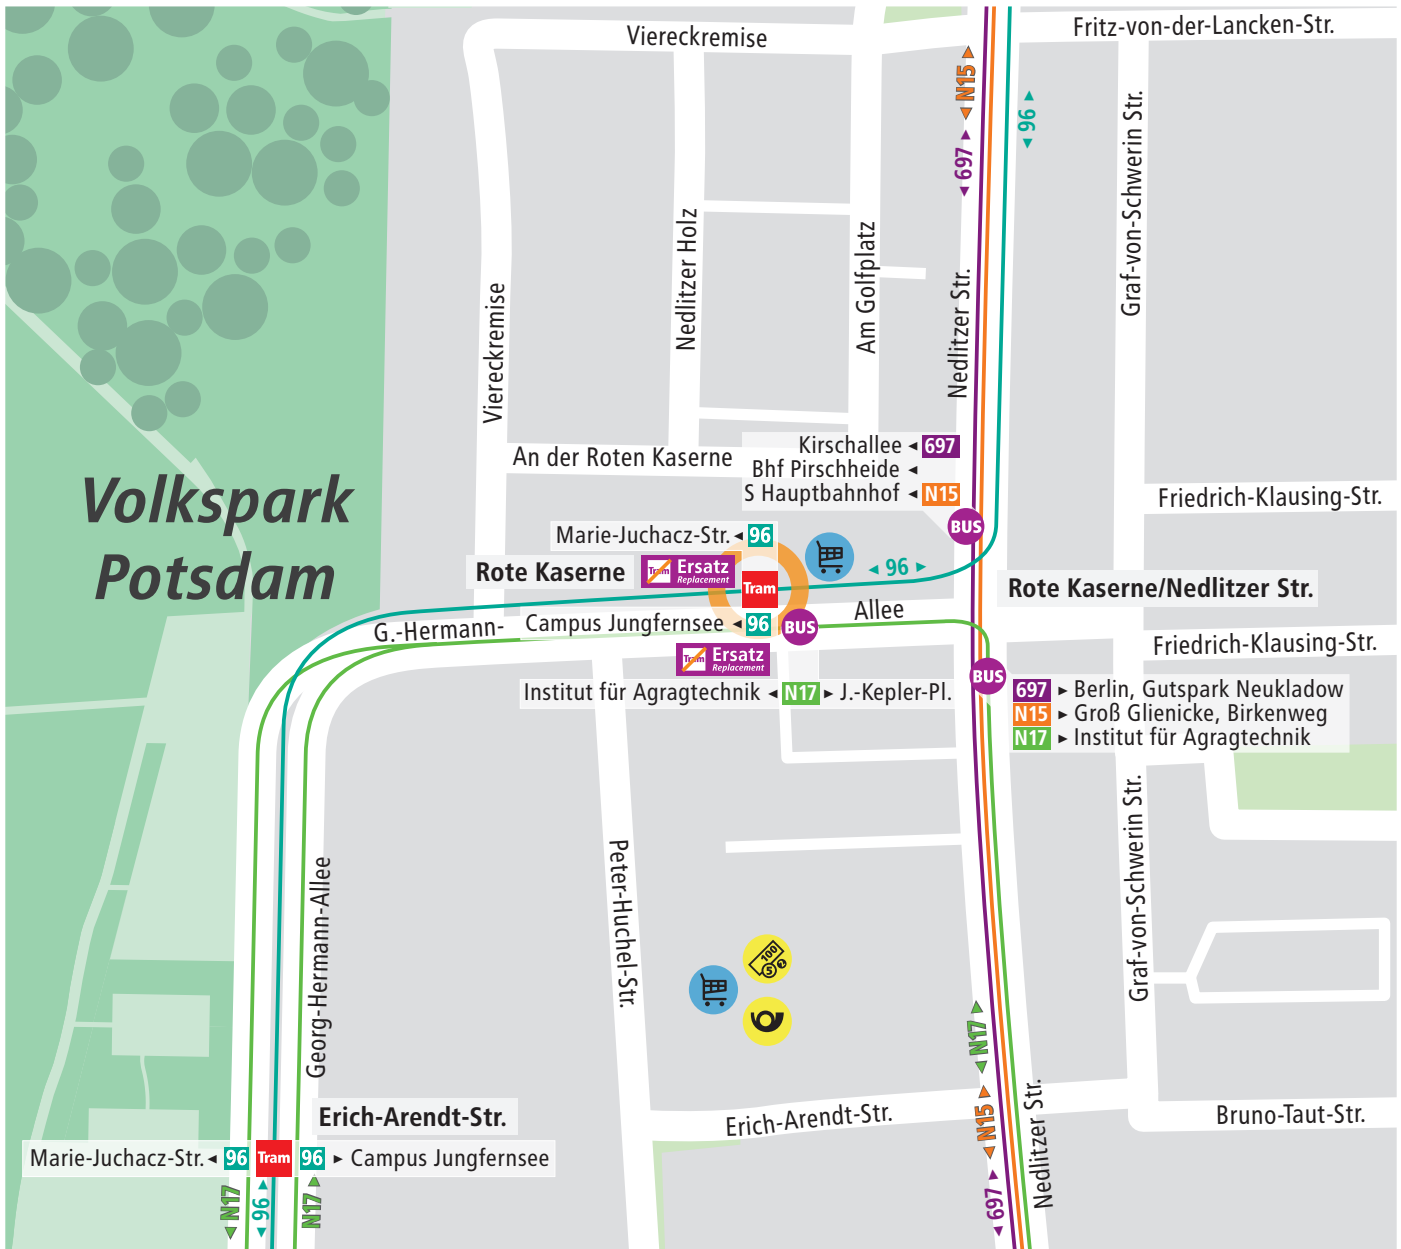 Viereckremise
Fritz-von-der-Lancken-Str.
N15
96
697
Graf-von-Schwerin Str.
Nedlitzer Holz
Am Golfplatz
Nedlitzer Str.
Viereckremise
An der Roten Kaserne
Kirschallee 697
Bhf Pirschheide
S Hauptbahnhof N15
Friedrich-Klausing-Str.
Volkspark
Potsdam
BUS
Marie-Juchacz-Str. 96
Rote Kaserne
Tram Ersatz
Replacement
Tram
96
Rote Kaserne/Nedlitzer Str.
G.-Hermann-
Campus Jungfernsee 96
BUS
Allee
Friedrich-Klausing-Str.
Tram Ersatz
Replacement
Institut für Agragtechnik N17 J.-Kepler-Pl.
BUS
697 Berlin, Gutspark Neukladow
N15 Groß Glienicke, Birkenweg
N17 Institut für Agragtechnik
Graf-von-Schwerin Str.
Peter-Huchel-Str.
Georg-Hermann-Allee
100
5
N17
N15
697
Nedlitzer Str.
Erich-Arendt-Str.
Bruno-Taut-Str.
Erich-Arendt-Str.
Marie-Juchacz-Str. 96 Tram 96 Campus Jungfernsee
N17
96
N17